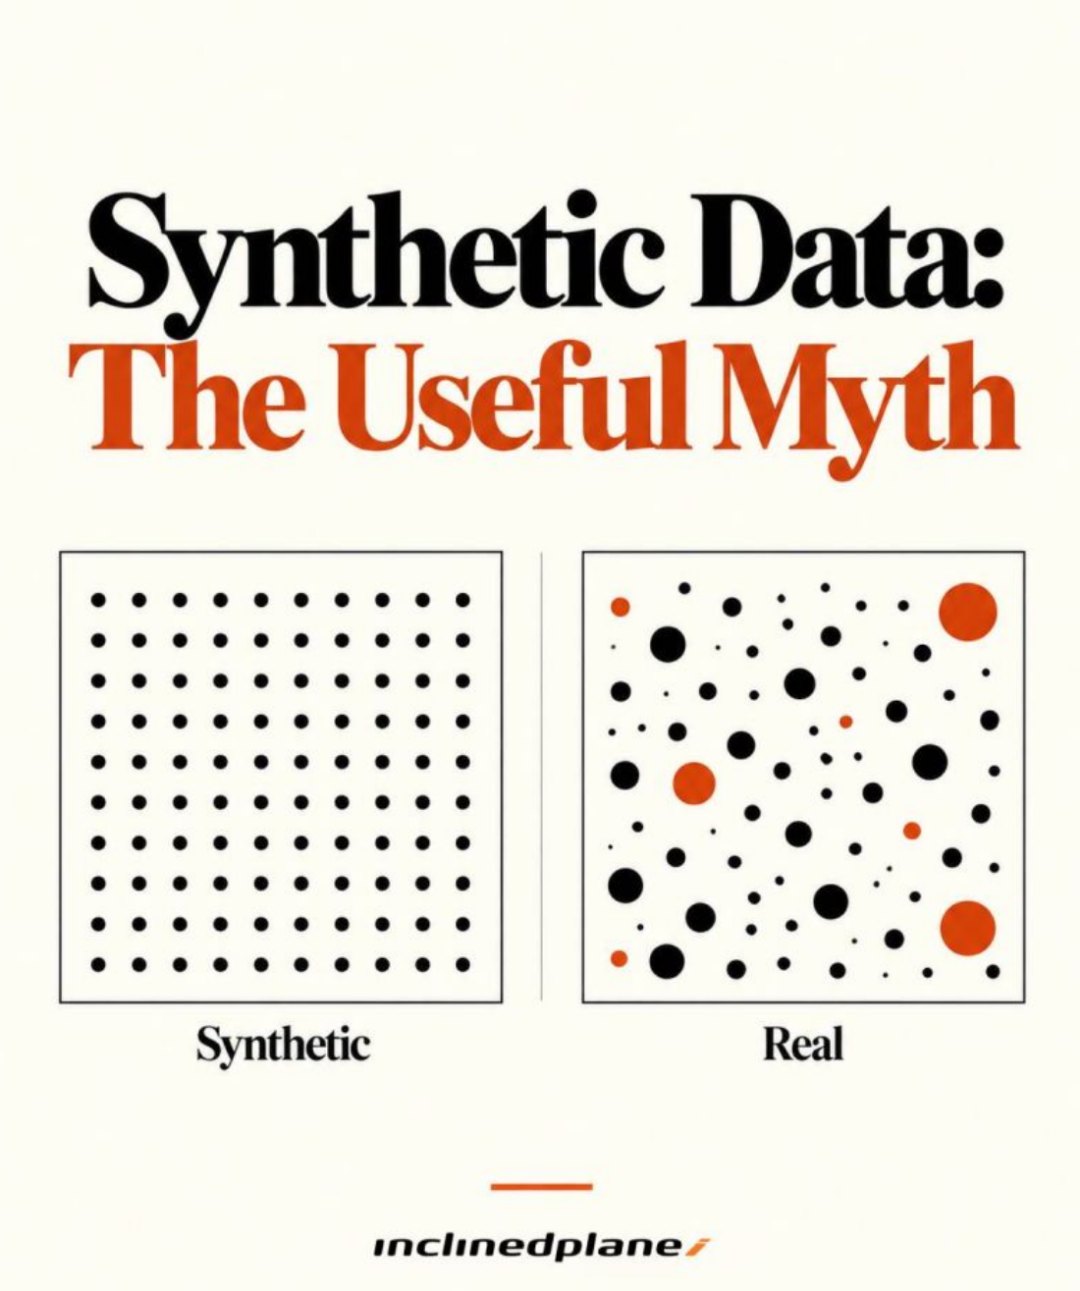 Synthetic Data:
The Useful Myth
Synthetic
Real
inclinedplane